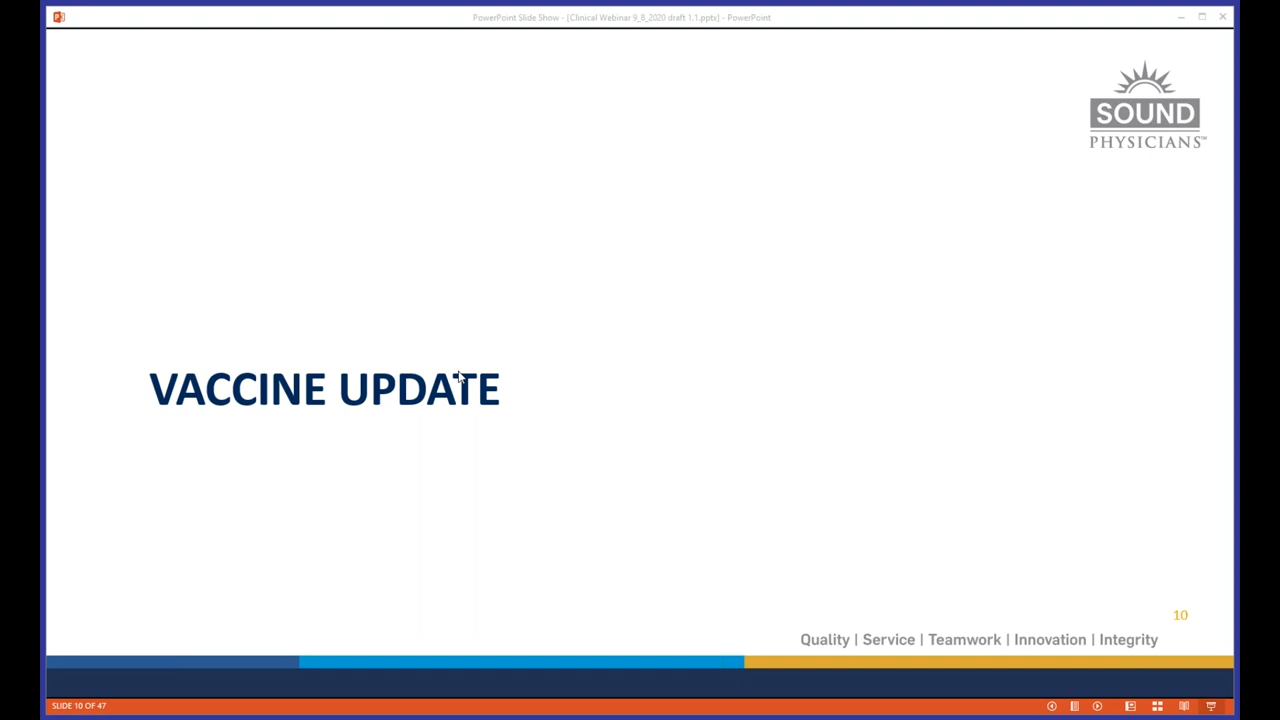 PowerPoint Slide Show - [Clinical Webinar 9_8_2020 draft 1.1.pptx] - PowerPoint
SOUND
PHYSICIANS™
VACCINE UPDATE
10
Quality | Service | Teamwork | Innovation | Integrity
SLIDE 10 OF 47